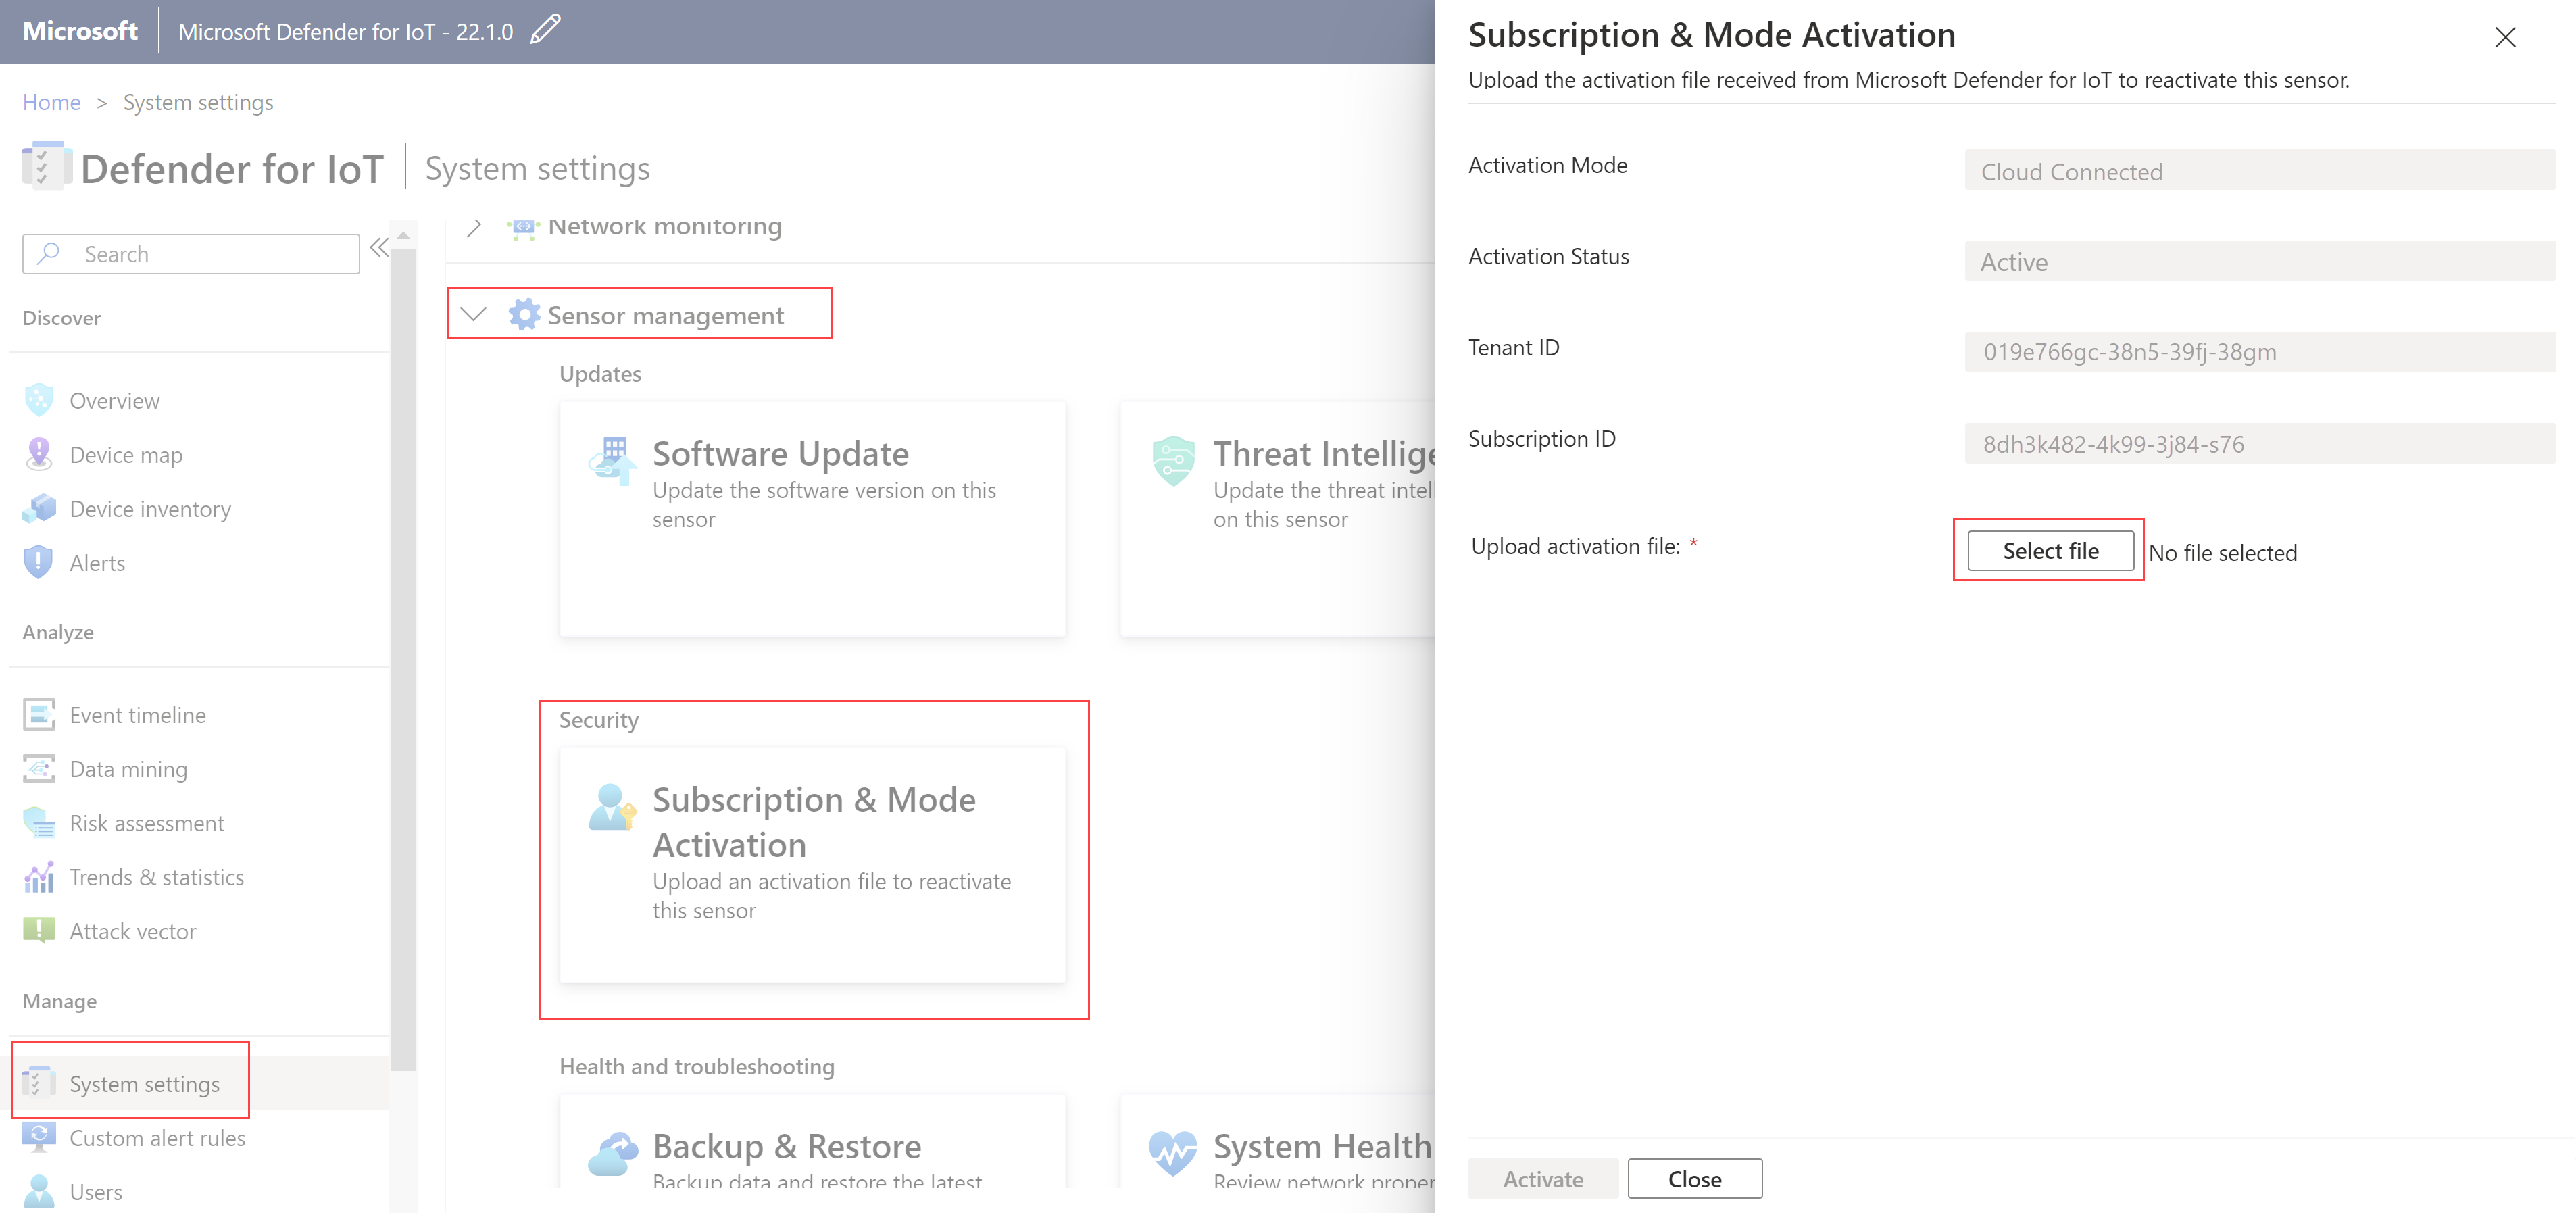 Microsoft
Microsoft Defender for IoT - 22.1.0
Home > System settings
Defender for IoT
System settings
Search
Discover
Overview
Device map
Device inventory
Alerts
Analyze
Event timeline
Data mining
Risk assessment
Trends & statistics
Attack vector
Manage
System settings
Custom alert rules
Users
Network monitoring
Sensor management
Updates
Software Update
Update the software version on this
sensor
Threat Intellige
Update the threat intel
on this sensor
Security
Subscription & Mode
Activation
Upload an activation file to reactivate
this sensor
Health and troubleshooting
Backup & Restore
Backup data and restore the latest
System Health
Review network proper
Subscription & Mode Activation
Upload the activation file received from Microsoft Defender for IoT to reactivate this sensor.
Activation Mode
Cloud Connected
Activation Status
Active
Tenant ID
019e766gc-38n5-39fj-38gm
Subscription ID
8dh3k482-4k99-3j84-s76
Upload activation file: *
Select file
No file selected
Activate
Close